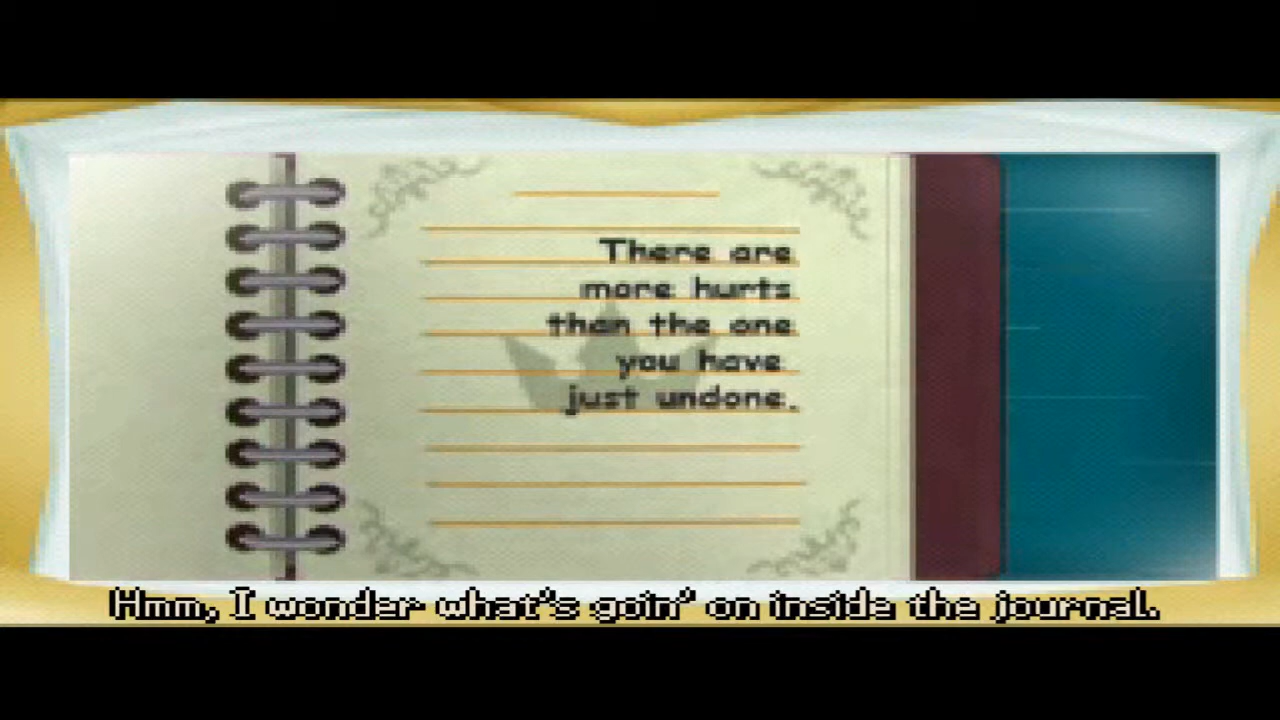 There are
more hurts
than the one
you have
just undone.
Hmm, I wonder what's goin' on inside the journal.